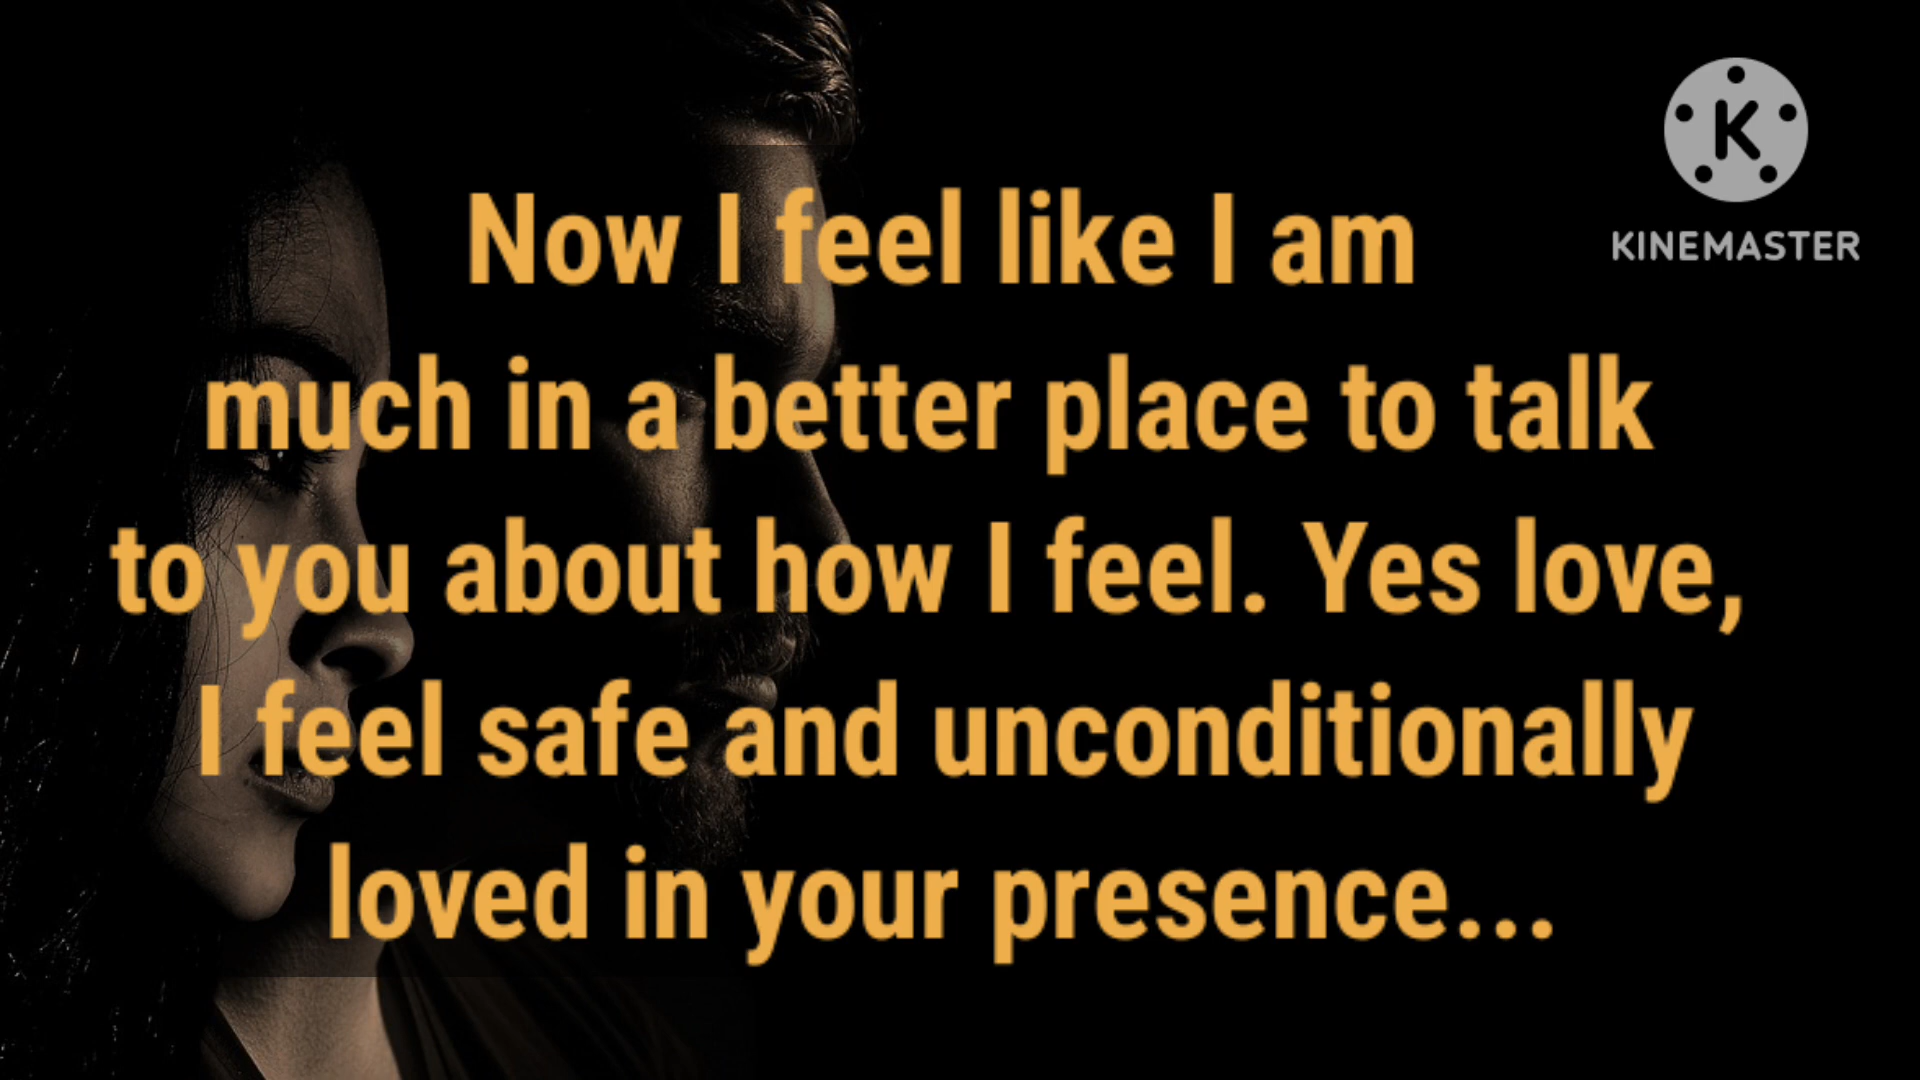 Now I feel like I am
much in a better place to talk
to you about how I feel. Yes love,
I feel safe and unconditionally
loved in your presence...
K
KINEMASTER